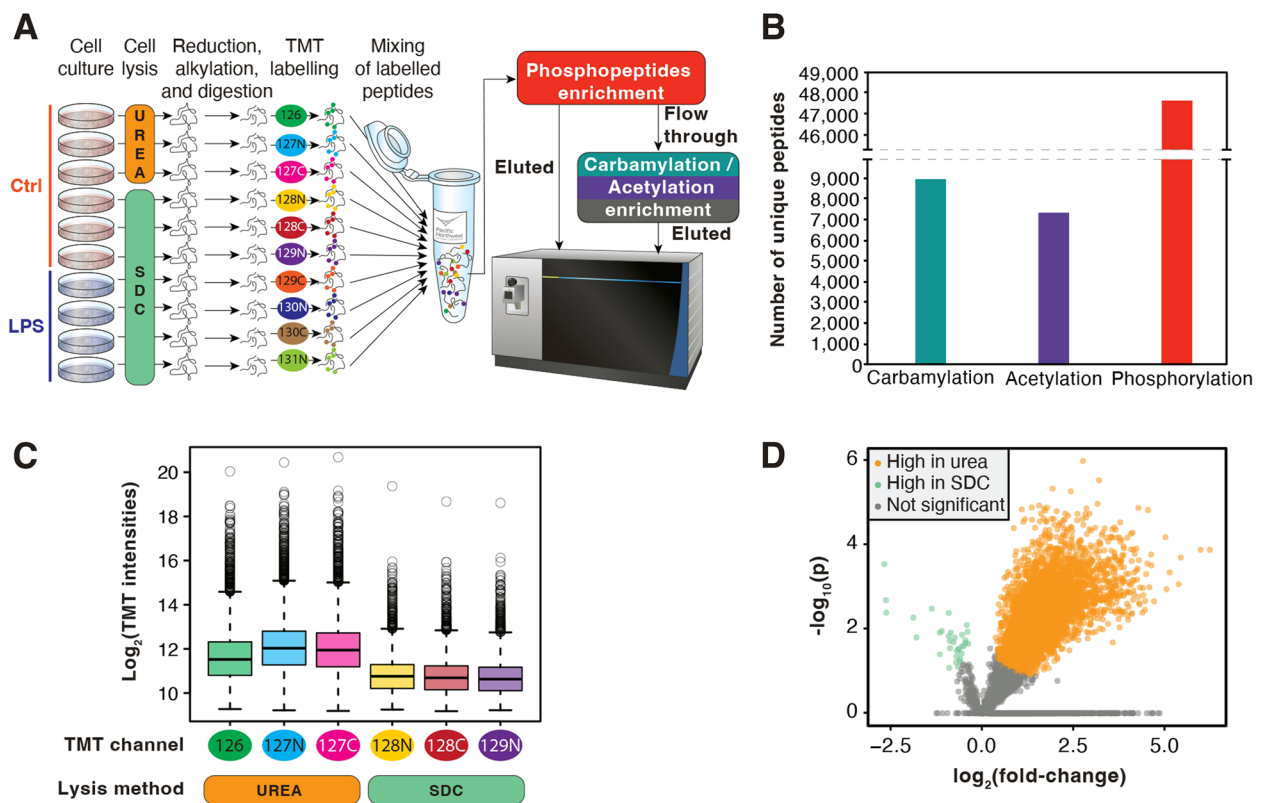 A
Cell
culture
Cell
lysis
Reduction,
alkylation,
and digestion
TMT
labelling
Mixing
of labelled
peptides
Ctrl
LPS
UREA
SDC
126
127N
127C
128N
128C
129N
129C
130N
130C
131N
Pacific
Northwest
Phosphopeptides
enrichment
Flow
through
Eluted
Carbamylation /
Acetylation
enrichment
Eluted
B
Number of unique peptides
49,000
48,000
47,000
46,000
9,000
8,000
7,000
6,000
5,000
4,000
3,000
2,000
1,000
0
Carbamylation Acetylation Phosphorylation
C
Log2(TMT intensities)
20
18
16
14
12
10
TMT channel 126 127N 127C 128N 128C 129N
Lysis method UREA SDC
D
High in urea
High in SDC
Not significant
-log10(p)
6
4
2
0
−2.5 0.0 2.5 5.0
log2(fold-change)